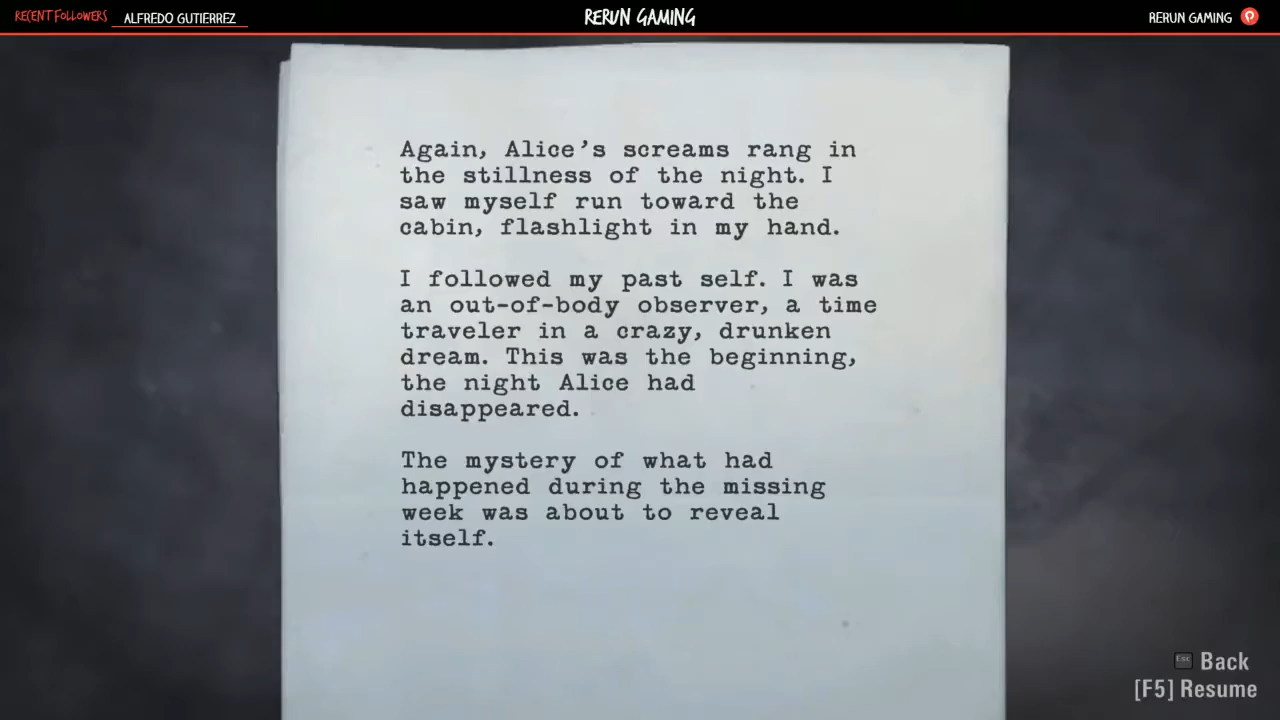 RECENT FOLLOWERS ALFREDO GUTIERREZ RERUN GAMING RERUN GAMING
Again, Alice's screams rang in
the stillness of the night. I
saw myself run toward the
cabin, flashlight in my hand.
I followed my past self. I was
an out-of-body observer, a time
traveler in a crazy, drunken
dream. This was the beginning,
the night Alice had
disappeared.
The mystery of what had
happened during the missing
week was about to reveal
itself.
Esc Back
[F5] Resume